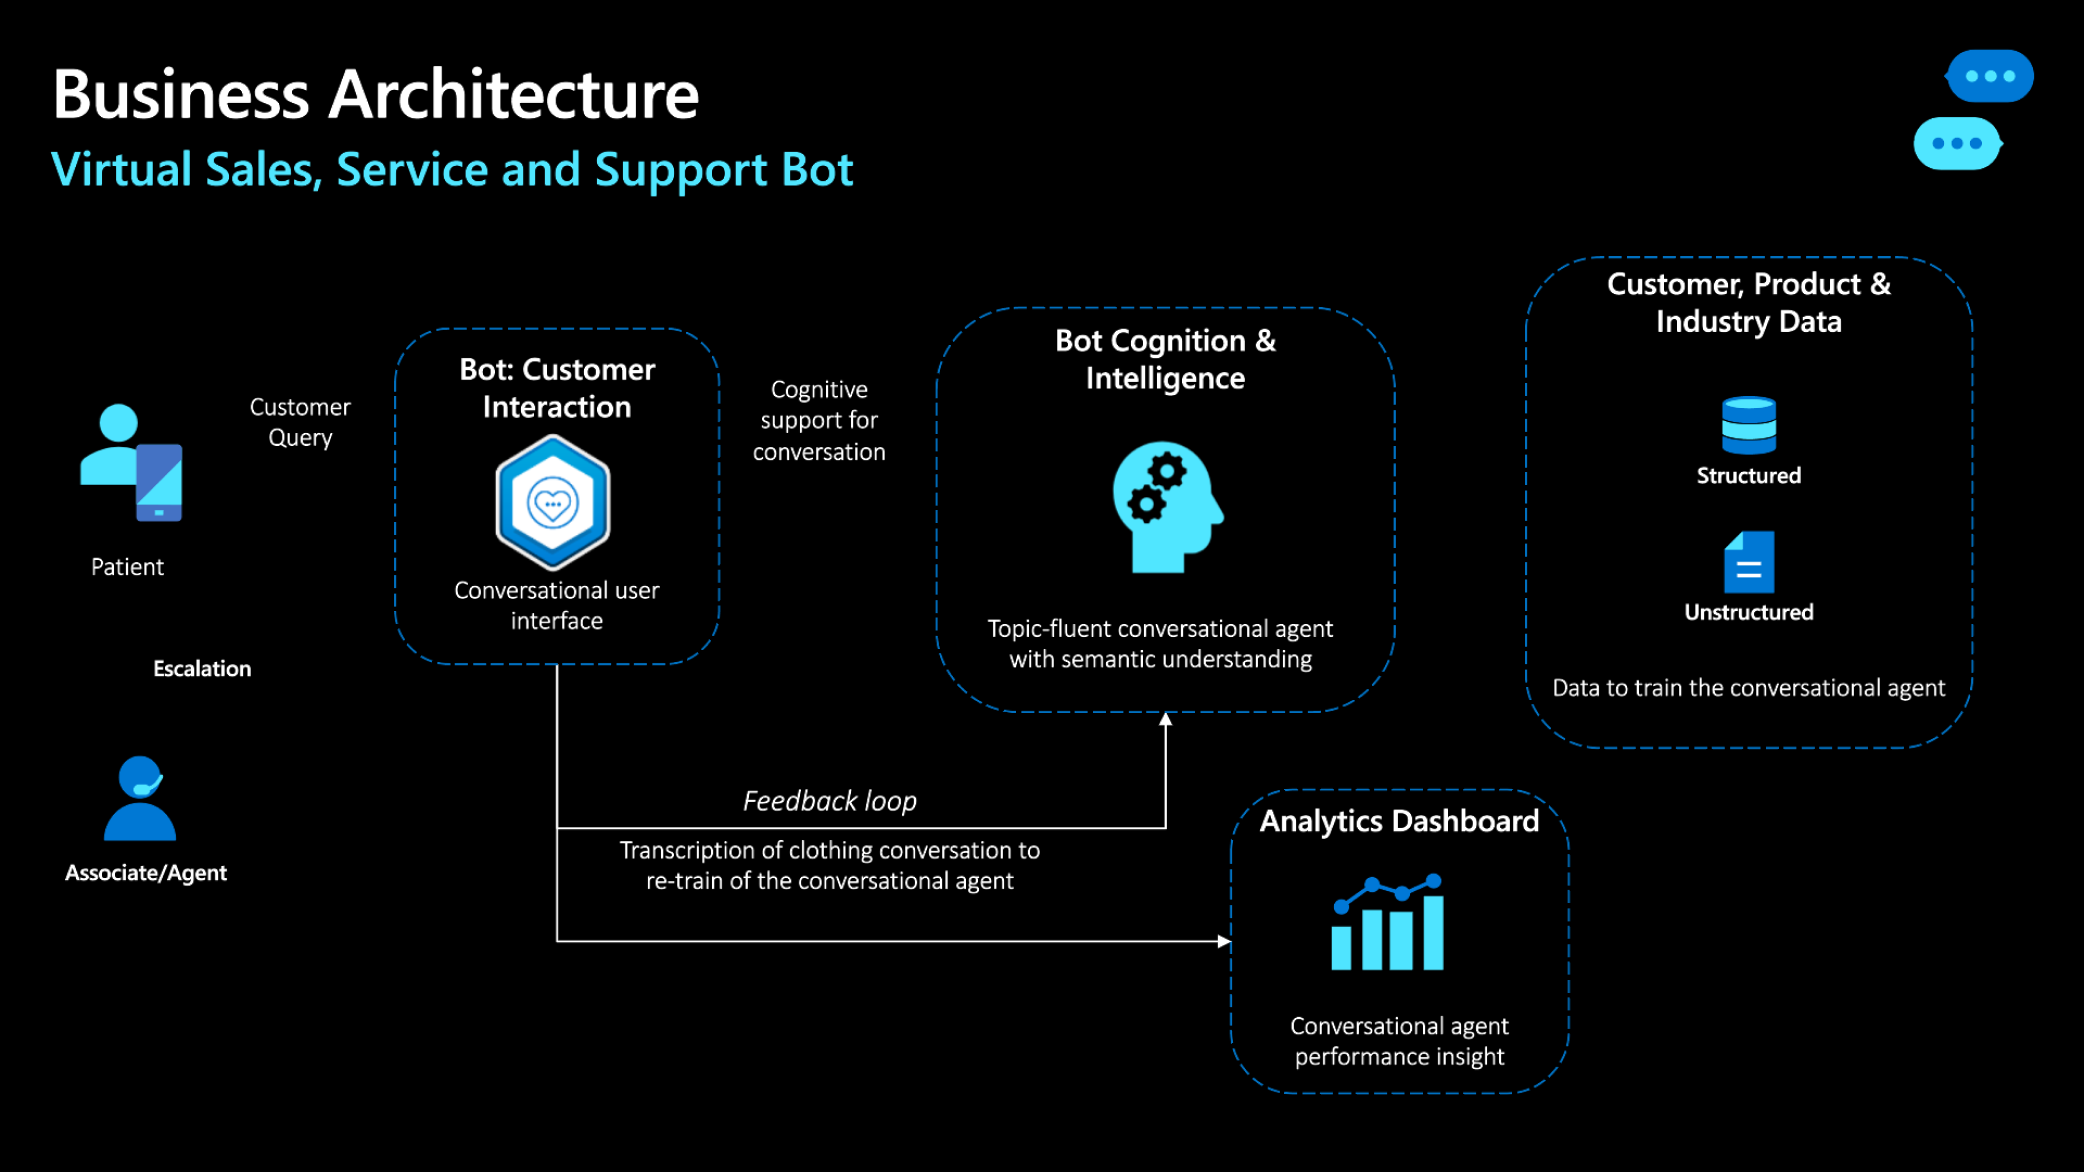 Business Architecture
Virtual Sales, Service and Support Bot
Patient
Customer
Query
Escalation
Associate/Agent
Bot: Customer
Interaction
Conversational user
interface
Cognitive
support for
conversation
Bot Cognition &
Intelligence
Topic-fluent conversational agent
with semantic understanding
Customer, Product &
Industry Data
Structured
Unstructured
Data to train the conversational agent
Feedback loop
Transcription of clothing conversation to
re-train of the conversational agent
Analytics Dashboard
Conversational agent
performance insight